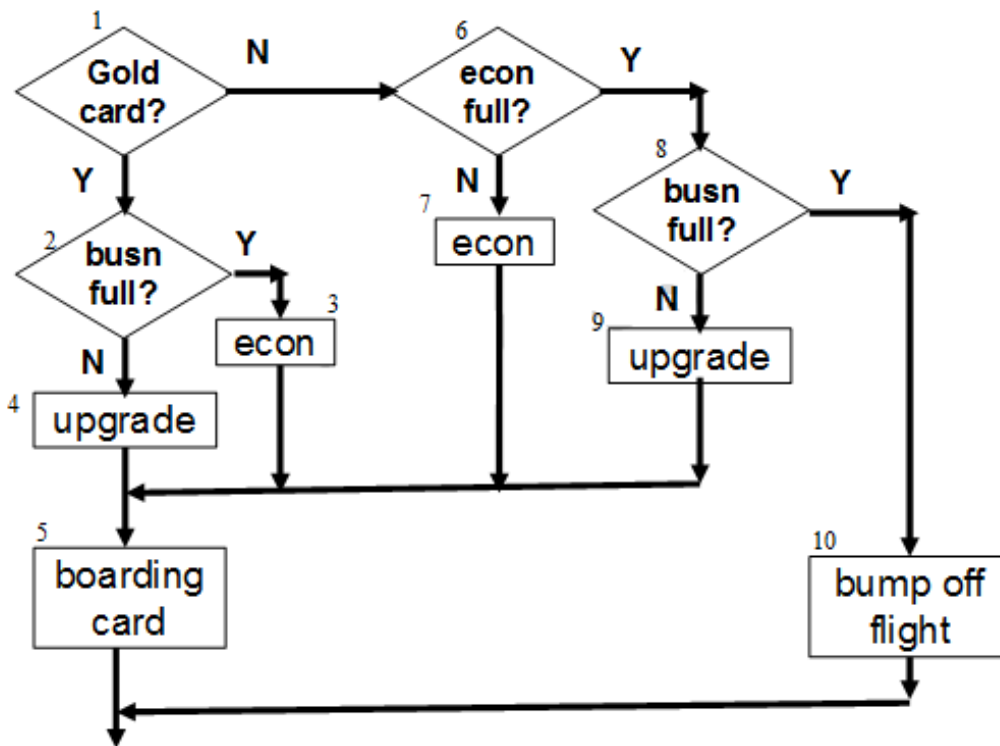 1
Gold
card?
N
6
econ
full?
Y
Y
N
8
busn
full?
Y
2
busn
full?
Y
7
econ
3
econ
N
N
9
upgrade
4
upgrade
5
boarding
card
10
bump off
flight